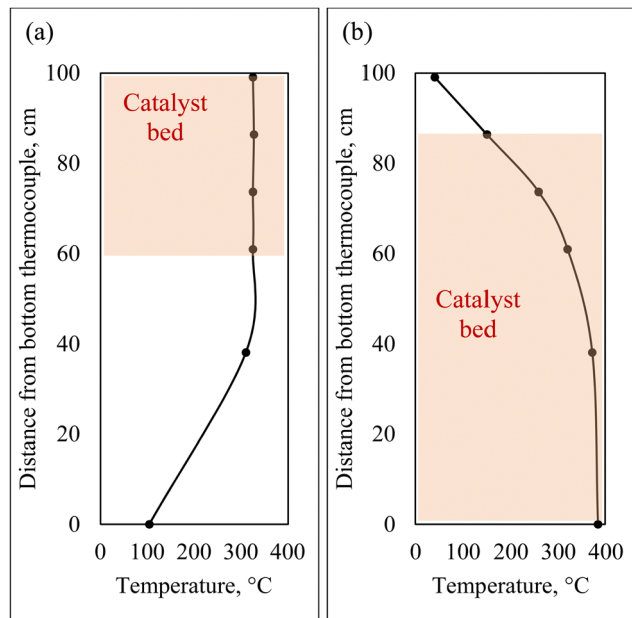 (a)
Distance from bottom thermocouple, cm
100
80
60
40
20
0
Catalyst
bed
0 100 200 300 400
Temperature, °C
(b)
Distance from bottom thermocouple, cm
100
80
60
40
20
0
Catalyst
bed
0 100 200 300 400
Temperature, °C